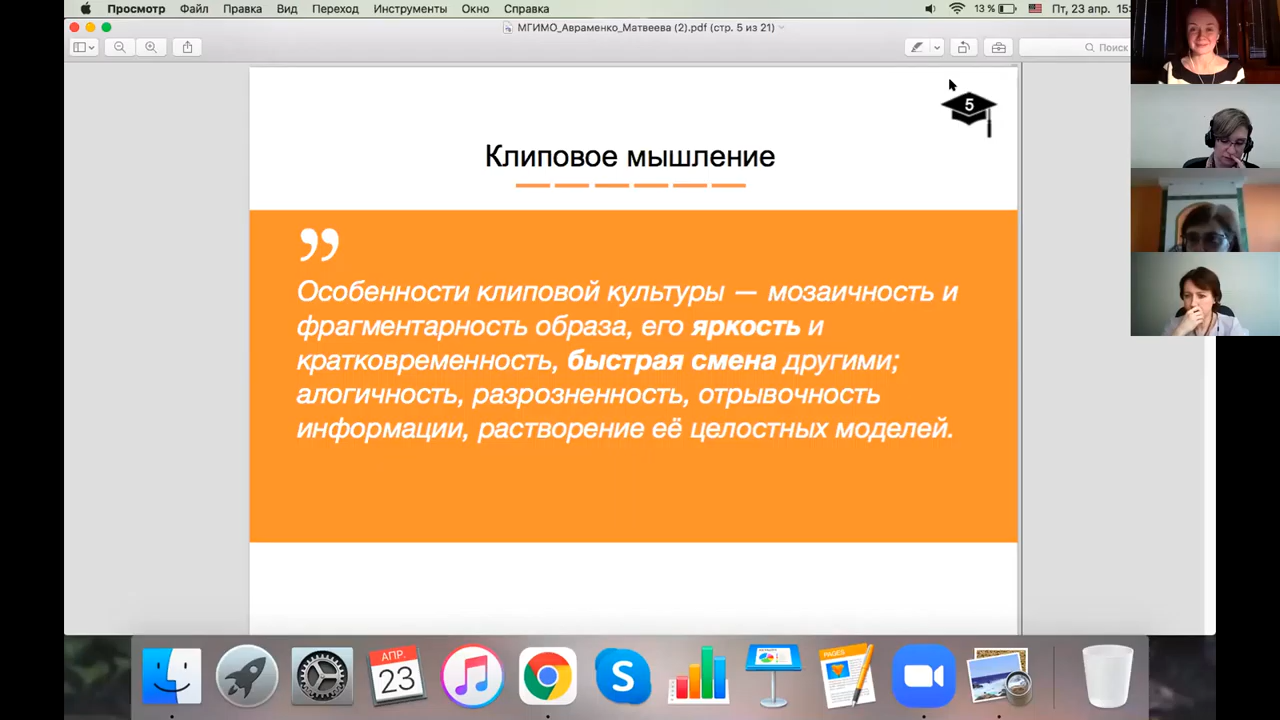 Просмотр Файл Правка Вид Переход Инструменты Окно Справка 13 % Пт, 23 апр.
МГИМО_Авраменко_Матвеева (2).pdf (стр. 5 из 21)
Поиск
5
Клиповое мышление
”
Особенности клиповой культуры — мозаичность и
фрагментарность образа, его яркость и
кратковременность, быстрая смена другими;
алогичность, разрозненность, отрывочность
информации, растворение её целостных моделей.
АПР.
23
S
PAGES